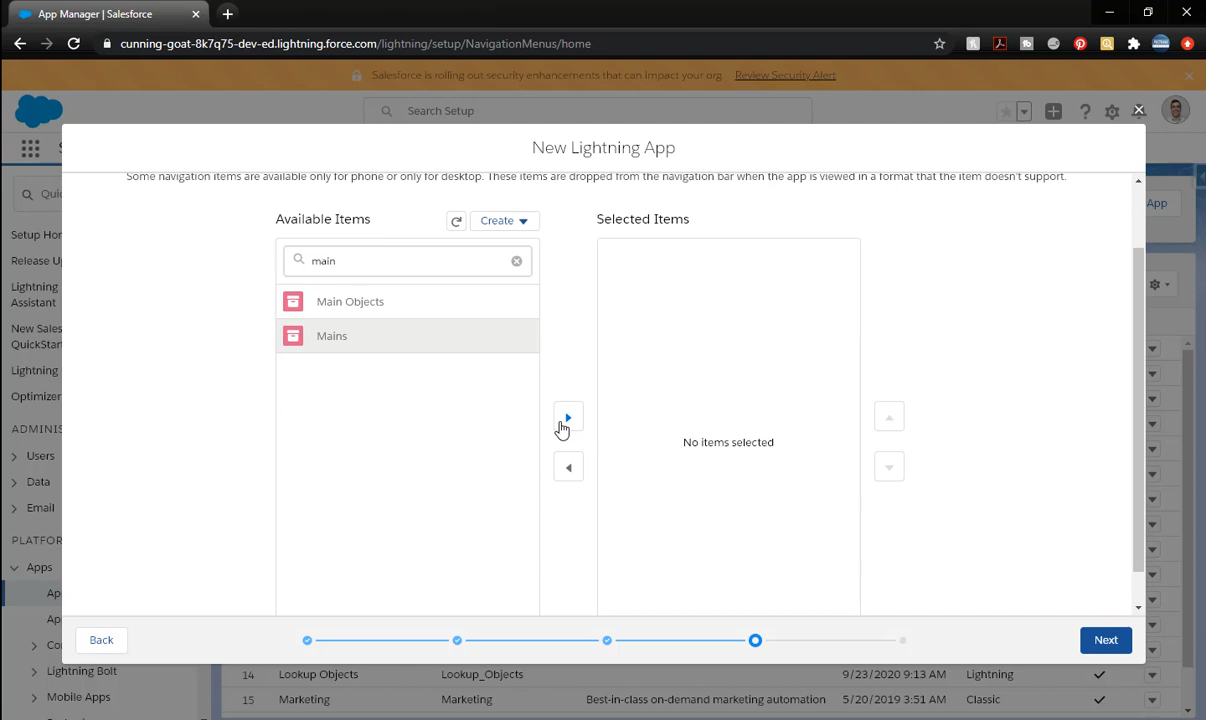 App Manager | Salesforce
cunning-goat-8k7q75-dev-ed.lightning.force.com/lightning/setup/NavigationMenus/home
Salesforce is rolling out security enhancements that can impact your org. Review Security Alert
Search Setup
New Lightning App
Some navigation items are available only for phone or only for desktop. These items are dropped from the navigation bar when the app is viewed in a format that the item doesn't support.
App
Setup Hom
Release Up
Lightning
Assistant
New Sales
QuickStart
Lightning
Optimizer
ADMINIS
Users
Data
Email
PLATFOR
Apps
Ap
Ap
Co
Lightning Bolt
Mobile Apps
Available Items
Create
Selected Items
main
Main Objects
Mains
No items selected
Back
Next
14 Lookup Objects Lookup_Objects 9/23/2020 9:13 AM Lightning
15 Marketing Marketing Best-in-class on-demand marketing automation 5/20/2019 3:51 AM Classic